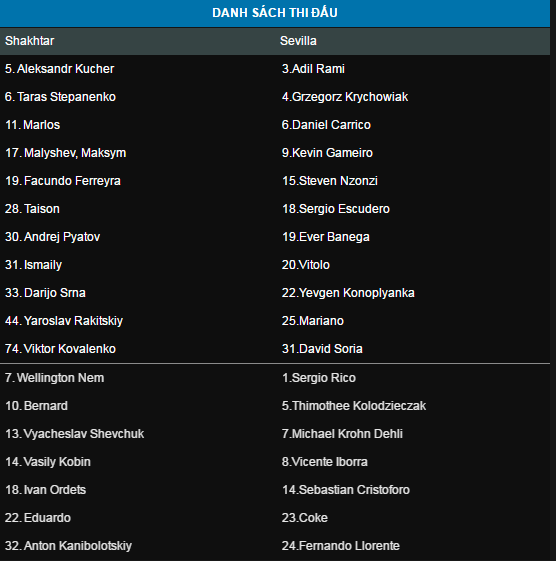 DANH SÁCH THI ĐẤU
Shakhtar Sevilla
5. Aleksandr Kucher 3.Adil Rami
6. Taras Stepanenko 4.Grzegorz Krychowiak
11. Marlos 6.Daniel Carrico
17. Malyshev, Maksym 9.Kevin Gameiro
19. Facundo Ferreyra 15.Steven Nzonzi
28. Taison 18.Sergio Escudero
30. Andrej Pyatov 19.Ever Banega
31. Ismaily 20.Vitolo
33. Darijo Srna 22.Yevgen Konoplyanka
44. Yaroslav Rakitskiy 25.Mariano
74. Viktor Kovalenko 31.David Soria
7. Wellington Nem 1.Sergio Rico
10. Bernard 5.Thimothee Kolodzieczak
13. Vyacheslav Shevchuk 7.Michael Krohn Dehli
14. Vasily Kobin 8.Vicente Iborra
18. Ivan Ordets 14.Sebastian Cristoforo
22. Eduardo 23.Coke
32. Anton Kanibolotskiy 24.Fernando Llorente